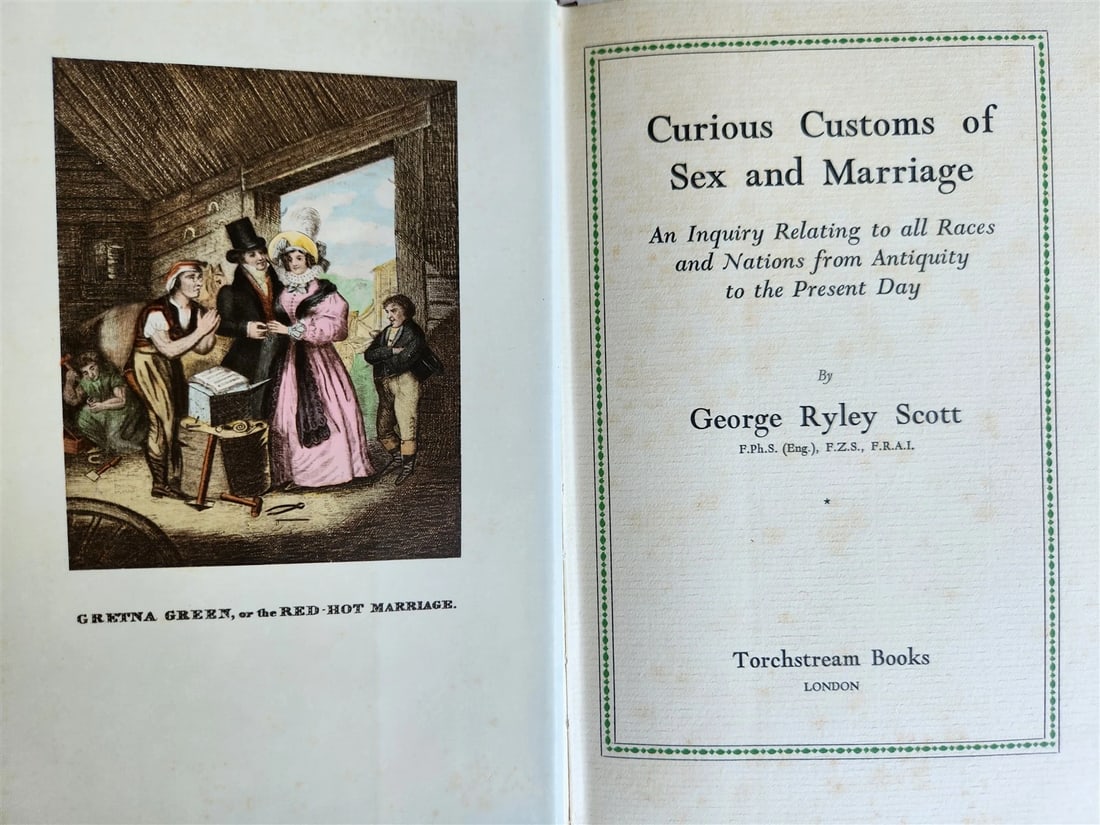 GRETNA GREEN, or the RED-HOT MARRIAGE.
Curious Customs of
Sex and Marriage
An Inquiry Relating to all Races
and Nations from Antiquity
to the Present Day
By
George Ryley Scott
F.Ph.S. (Eng.), F.Z.S., F.R.A.I.
*
Torchstream Books
LONDON